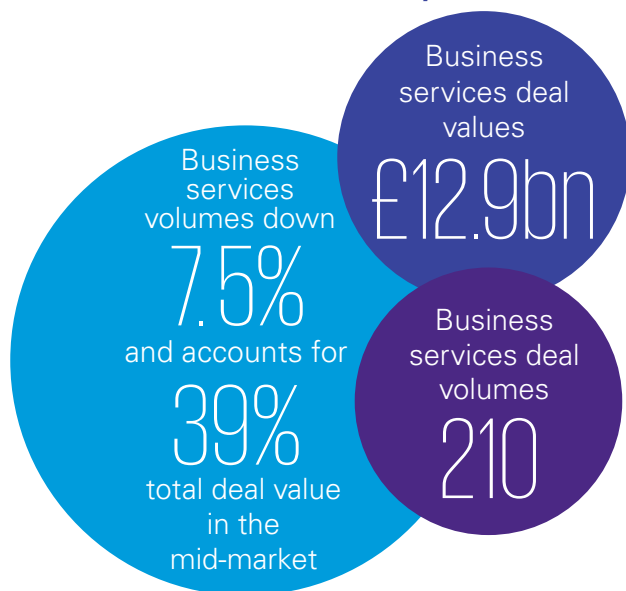 Business
services
volumes down
7.5%
and accounts for
39%
total deal value
in the
mid-market
Business
services deal
values
£12.9bn
Business
services deal
volumes
210